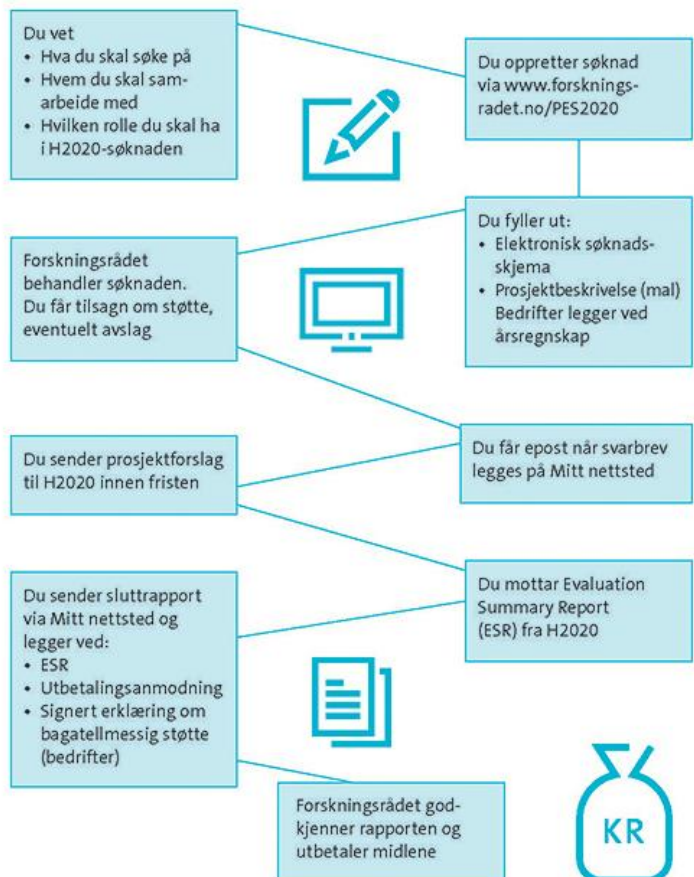 Du vet
• Hva du skal søke på
• Hvem du skal sam-
arbeide med
• Hvilken rolle du skal ha
i H2020-søknaden
Du oppretter søknad
via www.forsknings-
radet.no/PES2020
Du fyller ut:
• Elektronisk søknads-
skjema
• Prosjektbeskrivelse (mal)
Bedrifter legger ved
årsregnskap
Forskningsrådet
behandler søknaden.
Du får tilsagn om støtte,
eventuelt avslag
Du får epost når svarbrev
legges på Mitt nettsted
Du sender prosjektforslag
til H2020 innen fristen
Du mottar Evaluation
Summary Report
(ESR) fra H2020
Du sender sluttrapport
via Mitt nettsted og
legger ved:
• ESR
• Utbetalingsanmodning
• Signert erklæring om
bagatellmessig støtte
(bedrifter)
Forskningsrådet god-
kjenner rapporten og
utbetaler midlene
KR